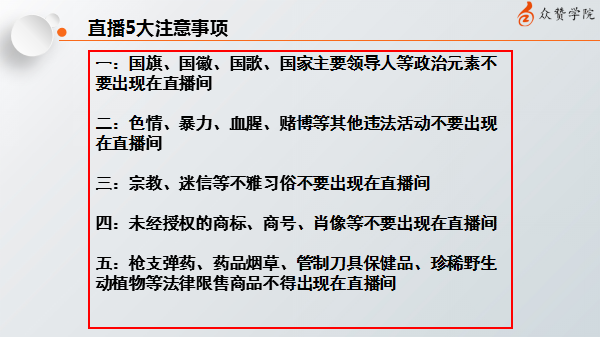 直播5大注意事项
众赞学院
一：国旗、国徽、国歌、国家主要领导人等政治元素不
要出现在直播间
二：色情、暴力、血腥、赌博等其他违法活动不要出现
在直播间
三：宗教、迷信等不雅习俗不要出现在直播间
四：未经授权的商标、商号、肖像等不要出现在直播间
五：枪支弹药、药品烟草、管制刀具保健品、珍稀野生
动植物等法律限售商品不得出现在直播间